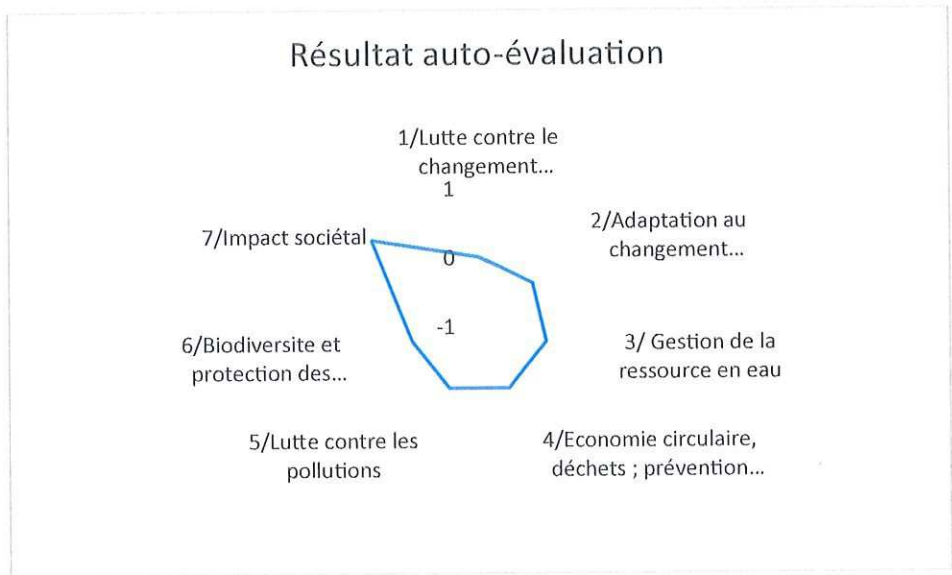 Résultat auto-évaluation
1/Lutte contre le
changement...
1
2/Adaptation au
changement...
7/Impact sociétal
0
-1
3/ Gestion de la
ressource en eau
6/Biodiversite et
protection des...
5/Lutte contre les
pollutions
4/Economie circulaire,
déchets ; prévention...